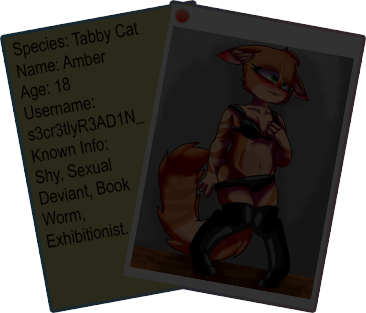 Species: Tabby Cat
Name: Amber
Age: 18
Username:
s3cr3tlyR3AD1N_
Known Info:
Shy, Sexual
Deviant, Book
Worm,
Exhibitionist.